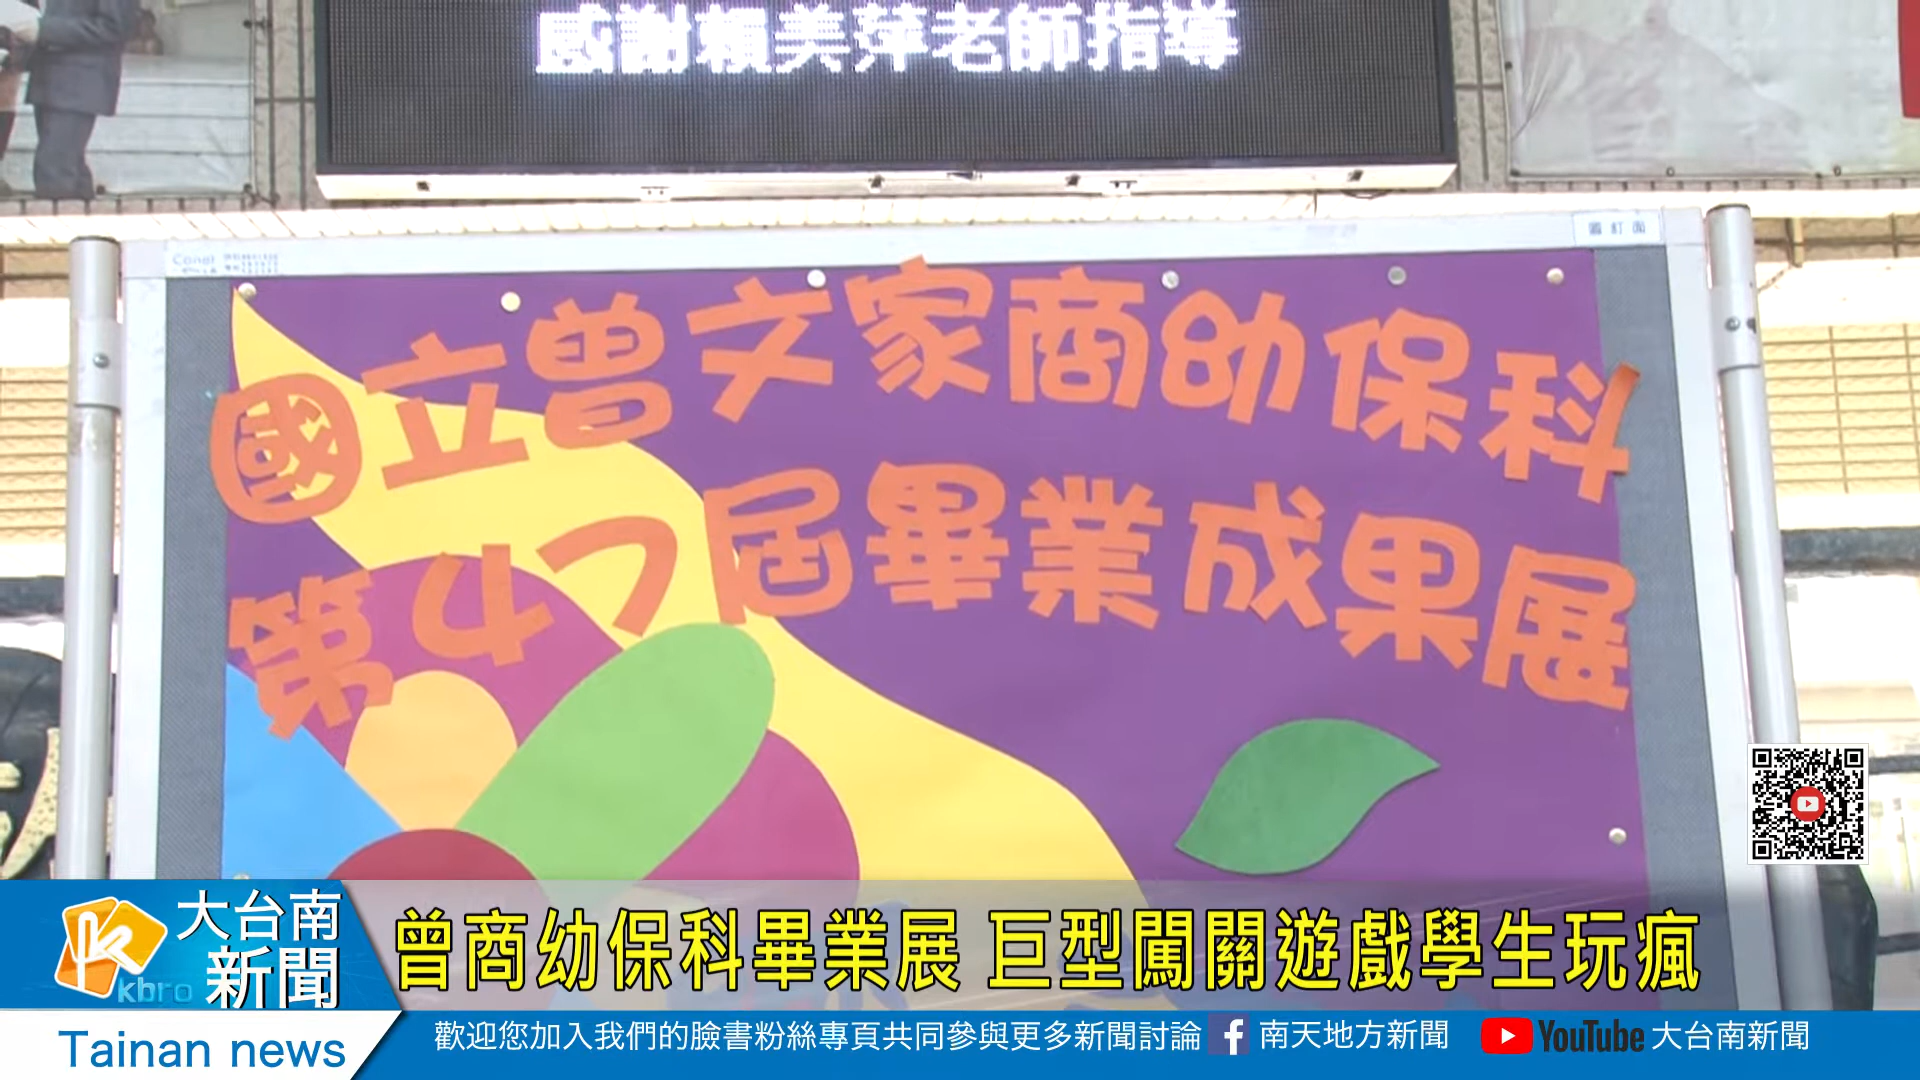 感謝賴美萍老師指導
圖釘面
國立曾文家商幼保科
第47屆畢業成果展
大台南
新聞
kbro
曾商幼保科畢業展 巨型闖關遊戲學生玩瘋
Tainan news
歡迎您加入我們的臉書粉絲專頁共同參與更多新聞討論 南天地方新聞 YouTube 大台南新聞